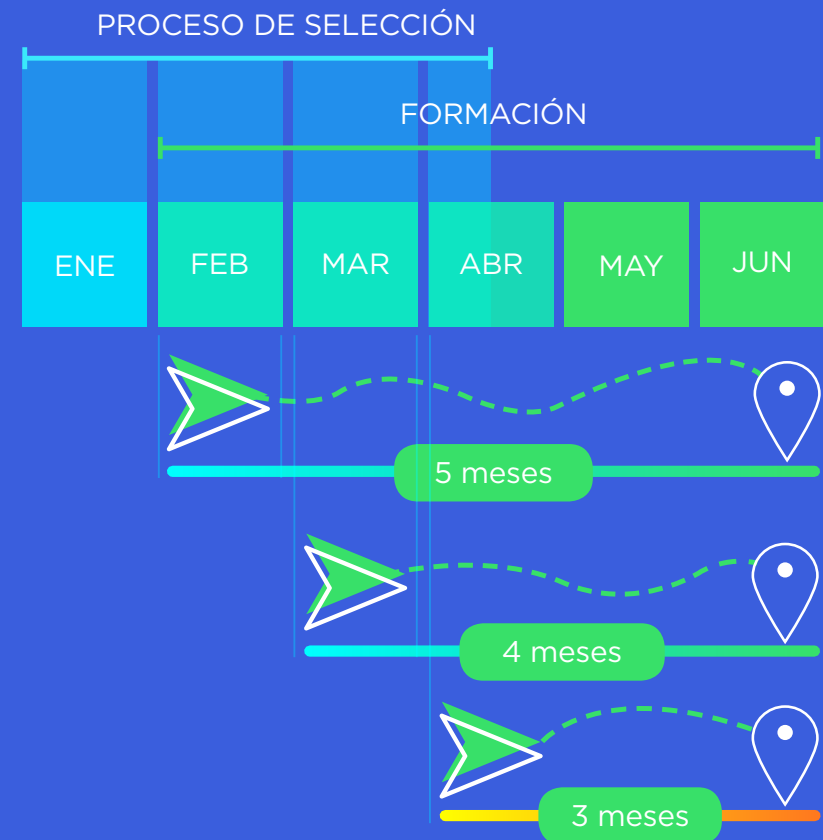 PROCESO DE SELECCIÓN
FORMACIÓN
ENE FEB MAR ABR MAY JUN
5 meses
4 meses
3 meses